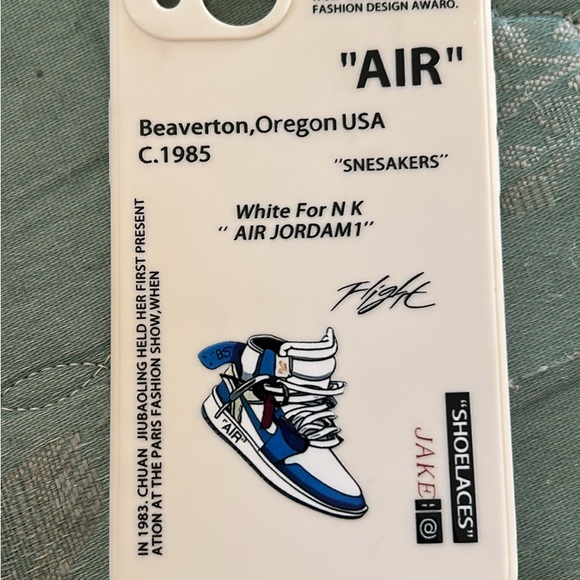 FASHION DESIGN AWARO.
"AIR"
Beaverton,Oregon USA
C.1985
"SNESAKERS"
White For N K
" AIR JORDAM1"
Flight
IN 1983. CHUAN JIUBAOLING HELD HER FIRST PRESENT
ATION AT THE PARIS FASHION SHOW,WHEN
85
"AIR"
"SHOELACES"
JAKE
:@